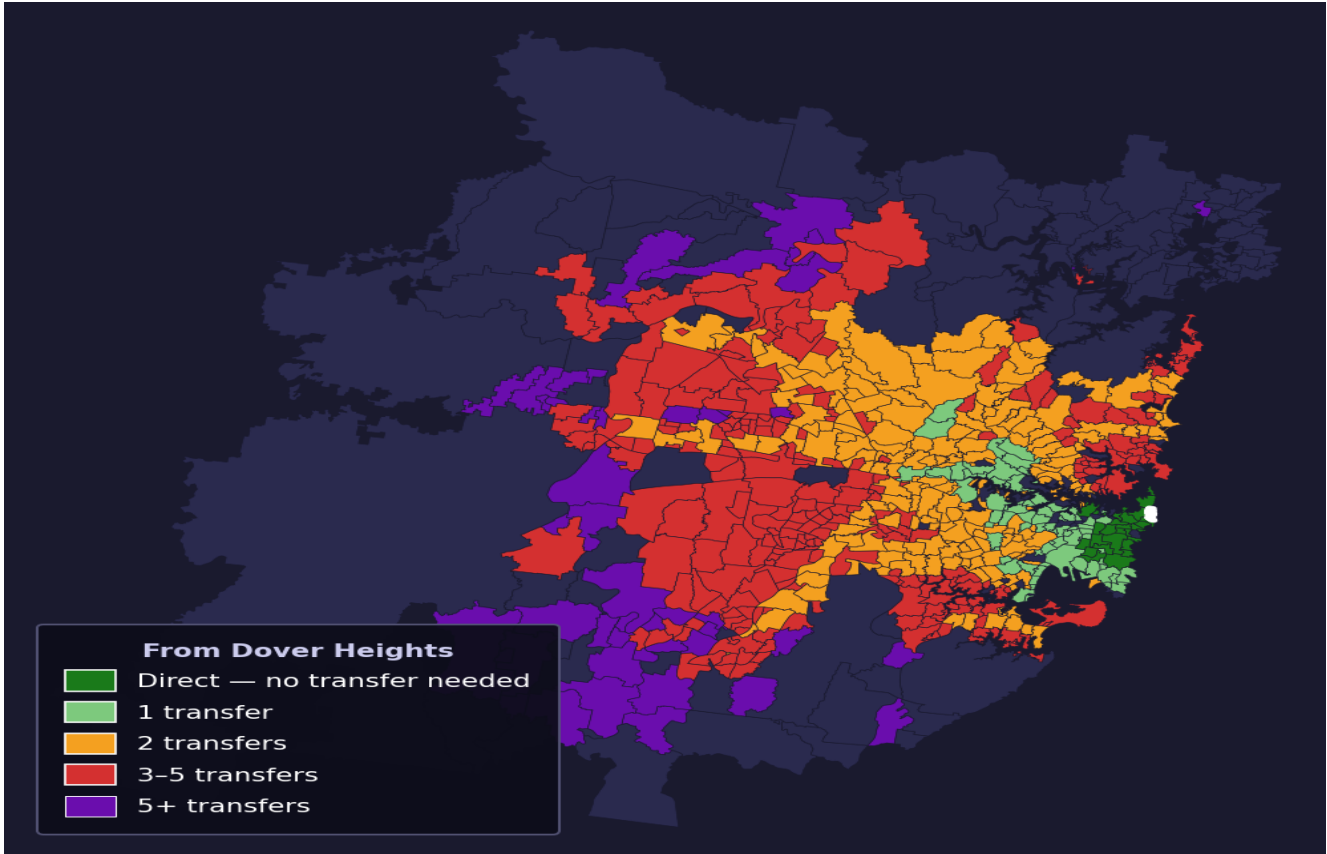 From Dover Heights
Direct — no transfer needed
1 transfer
2 transfers
3–5 transfers
5+ transfers